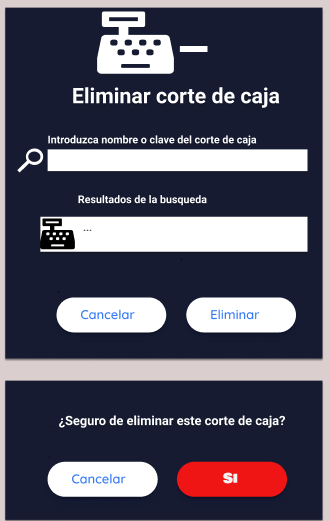 Eliminar corte de caja
Introduzca nombre o clave del corte de caja
Resultados de la busqueda
...
Cancelar
Eliminar
¿Seguro de eliminar este corte de caja?
Cancelar
SI